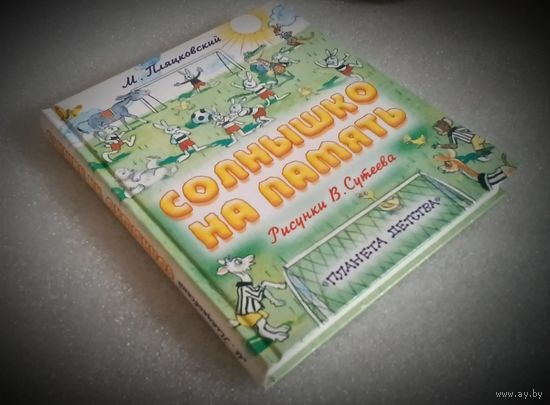 М. Пляцковский
СОЛНЫШКО
НА ПАМЯТЬ
Рисунки В. Сутеева
«ПЛАНЕТА ДЕТСТВА»
www.ay.by